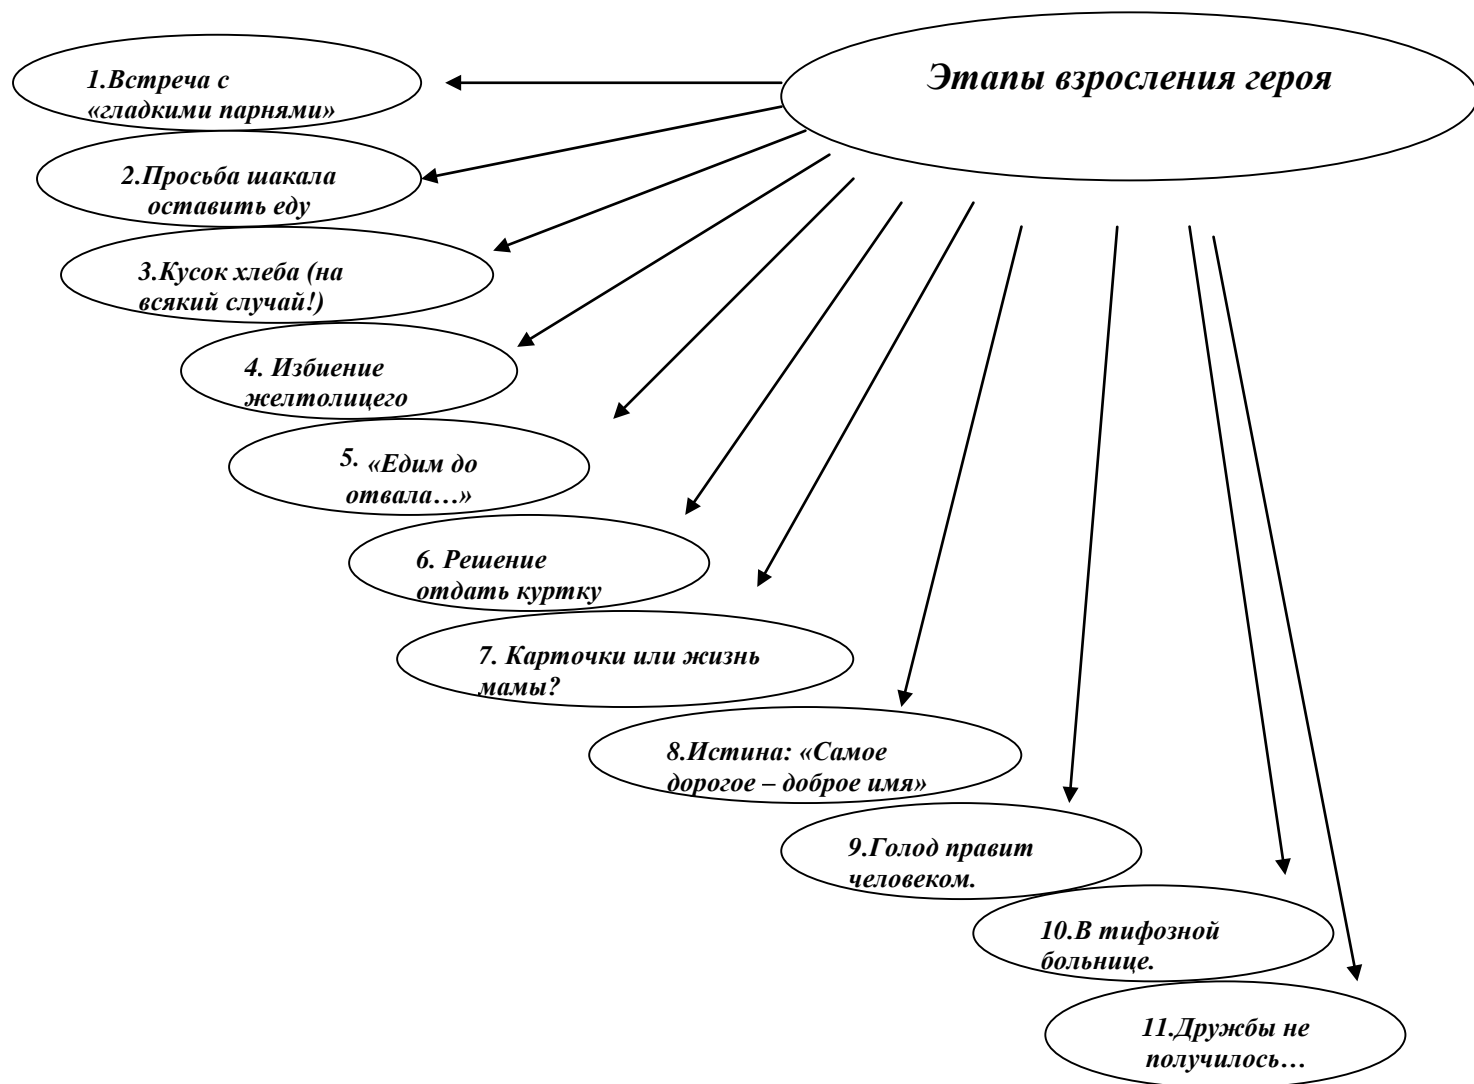 Этапы взросления героя
1.Встреча с
«гладкими парнями»
2.Просьба шакала
оставить еду
3.Кусок хлеба (на
всякий случай!)
4. Избиение
желтолицего
5. «Едим до
отвала…»
6. Решение
отдать куртку
7. Карточки или жизнь
мамы?
8.Истина: «Самое
дорогое – доброе имя»
9.Голод правит
человеком.
10.В тифозной
больнице.
11.Дружбы не
получилось…